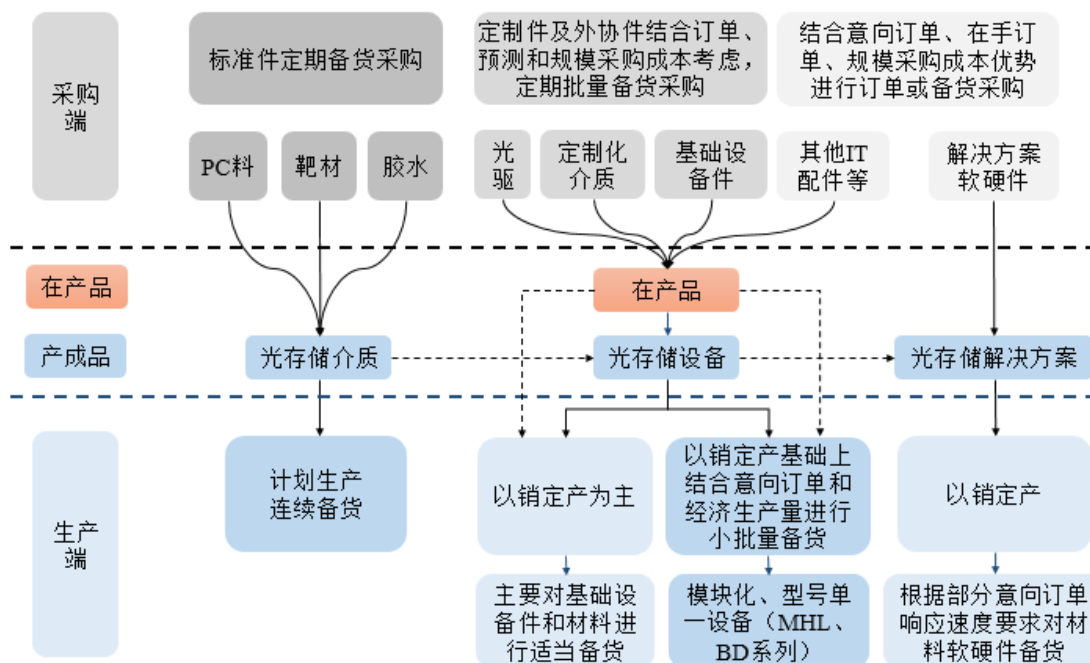 采购
端
标准件定期备货采购
定制件及外协件结合订单、
预测和规模采购成本考虑，
定期批量备货采购
结合意向订单、在手订
单、规模采购成本优势
进行订单或备货采购
PC料
靶材
胶水
光
驱
定制化
介质
基础设
备件
其他IT
配件等
解决方案
软硬件
在产品
在产品
产成品
光存储介质
光存储设备
光存储解决方案
生产
端
计划生产
连续备货
以销定产为主
以销定产基础上
结合意向订单和
经济生产量进行
小批量备货
以销定产
主要对基础设
备件和材料进
行适当备货
模块化、型号单
一设备（MHL、
BD系列）
根据部分意向订单
响应速度要求对材
料软硬件备货